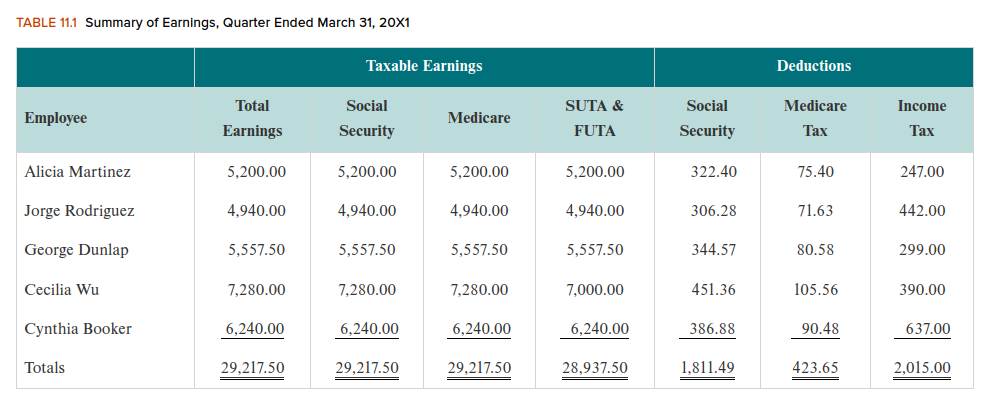 TABLE 11.1 Summary of Earnings, Quarter Ended March 31, 20X1
Taxable Earnings Deductions
Employee Total Earnings Social Security Medicare SUTA & FUTA Social Security Medicare Tax Income Tax
Alicia Martinez 5,200.00 5,200.00 5,200.00 5,200.00 322.40 75.40 247.00
Jorge Rodriguez 4,940.00 4,940.00 4,940.00 4,940.00 306.28 71.63 442.00
George Dunlap 5,557.50 5,557.50 5,557.50 5,557.50 344.57 80.58 299.00
Cecilia Wu 7,280.00 7,280.00 7,280.00 7,000.00 451.36 105.56 390.00
Cynthia Booker 6,240.00 6,240.00 6,240.00 6,240.00 386.88 90.48 637.00
Totals 29,217.50 29,217.50 29,217.50 28,937.50 1,811.49 423.65 2,015.00